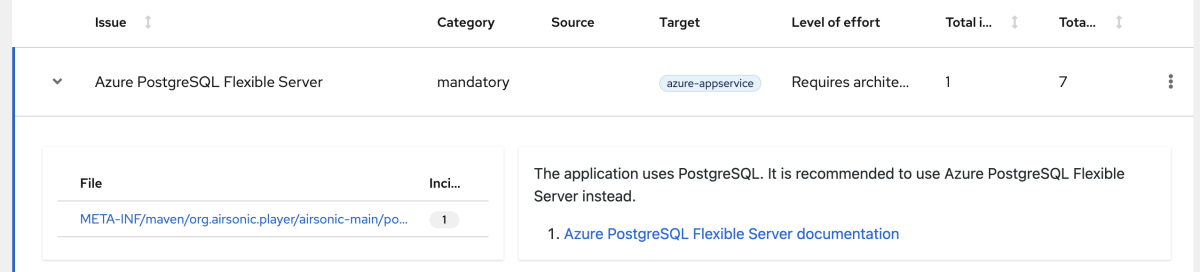 Issue Category Source Target Level of effort Total i... Tota...
Azure PostgreSQL Flexible Server mandatory azure-appservice Requires archite... 1 7
File Inci...
META-INF/maven/org.airsonic.player/airsonic-main/po... 1
The application uses PostgreSQL. It is recommended to use Azure PostgreSQL Flexible
Server instead.
1. Azure PostgreSQL Flexible Server documentation